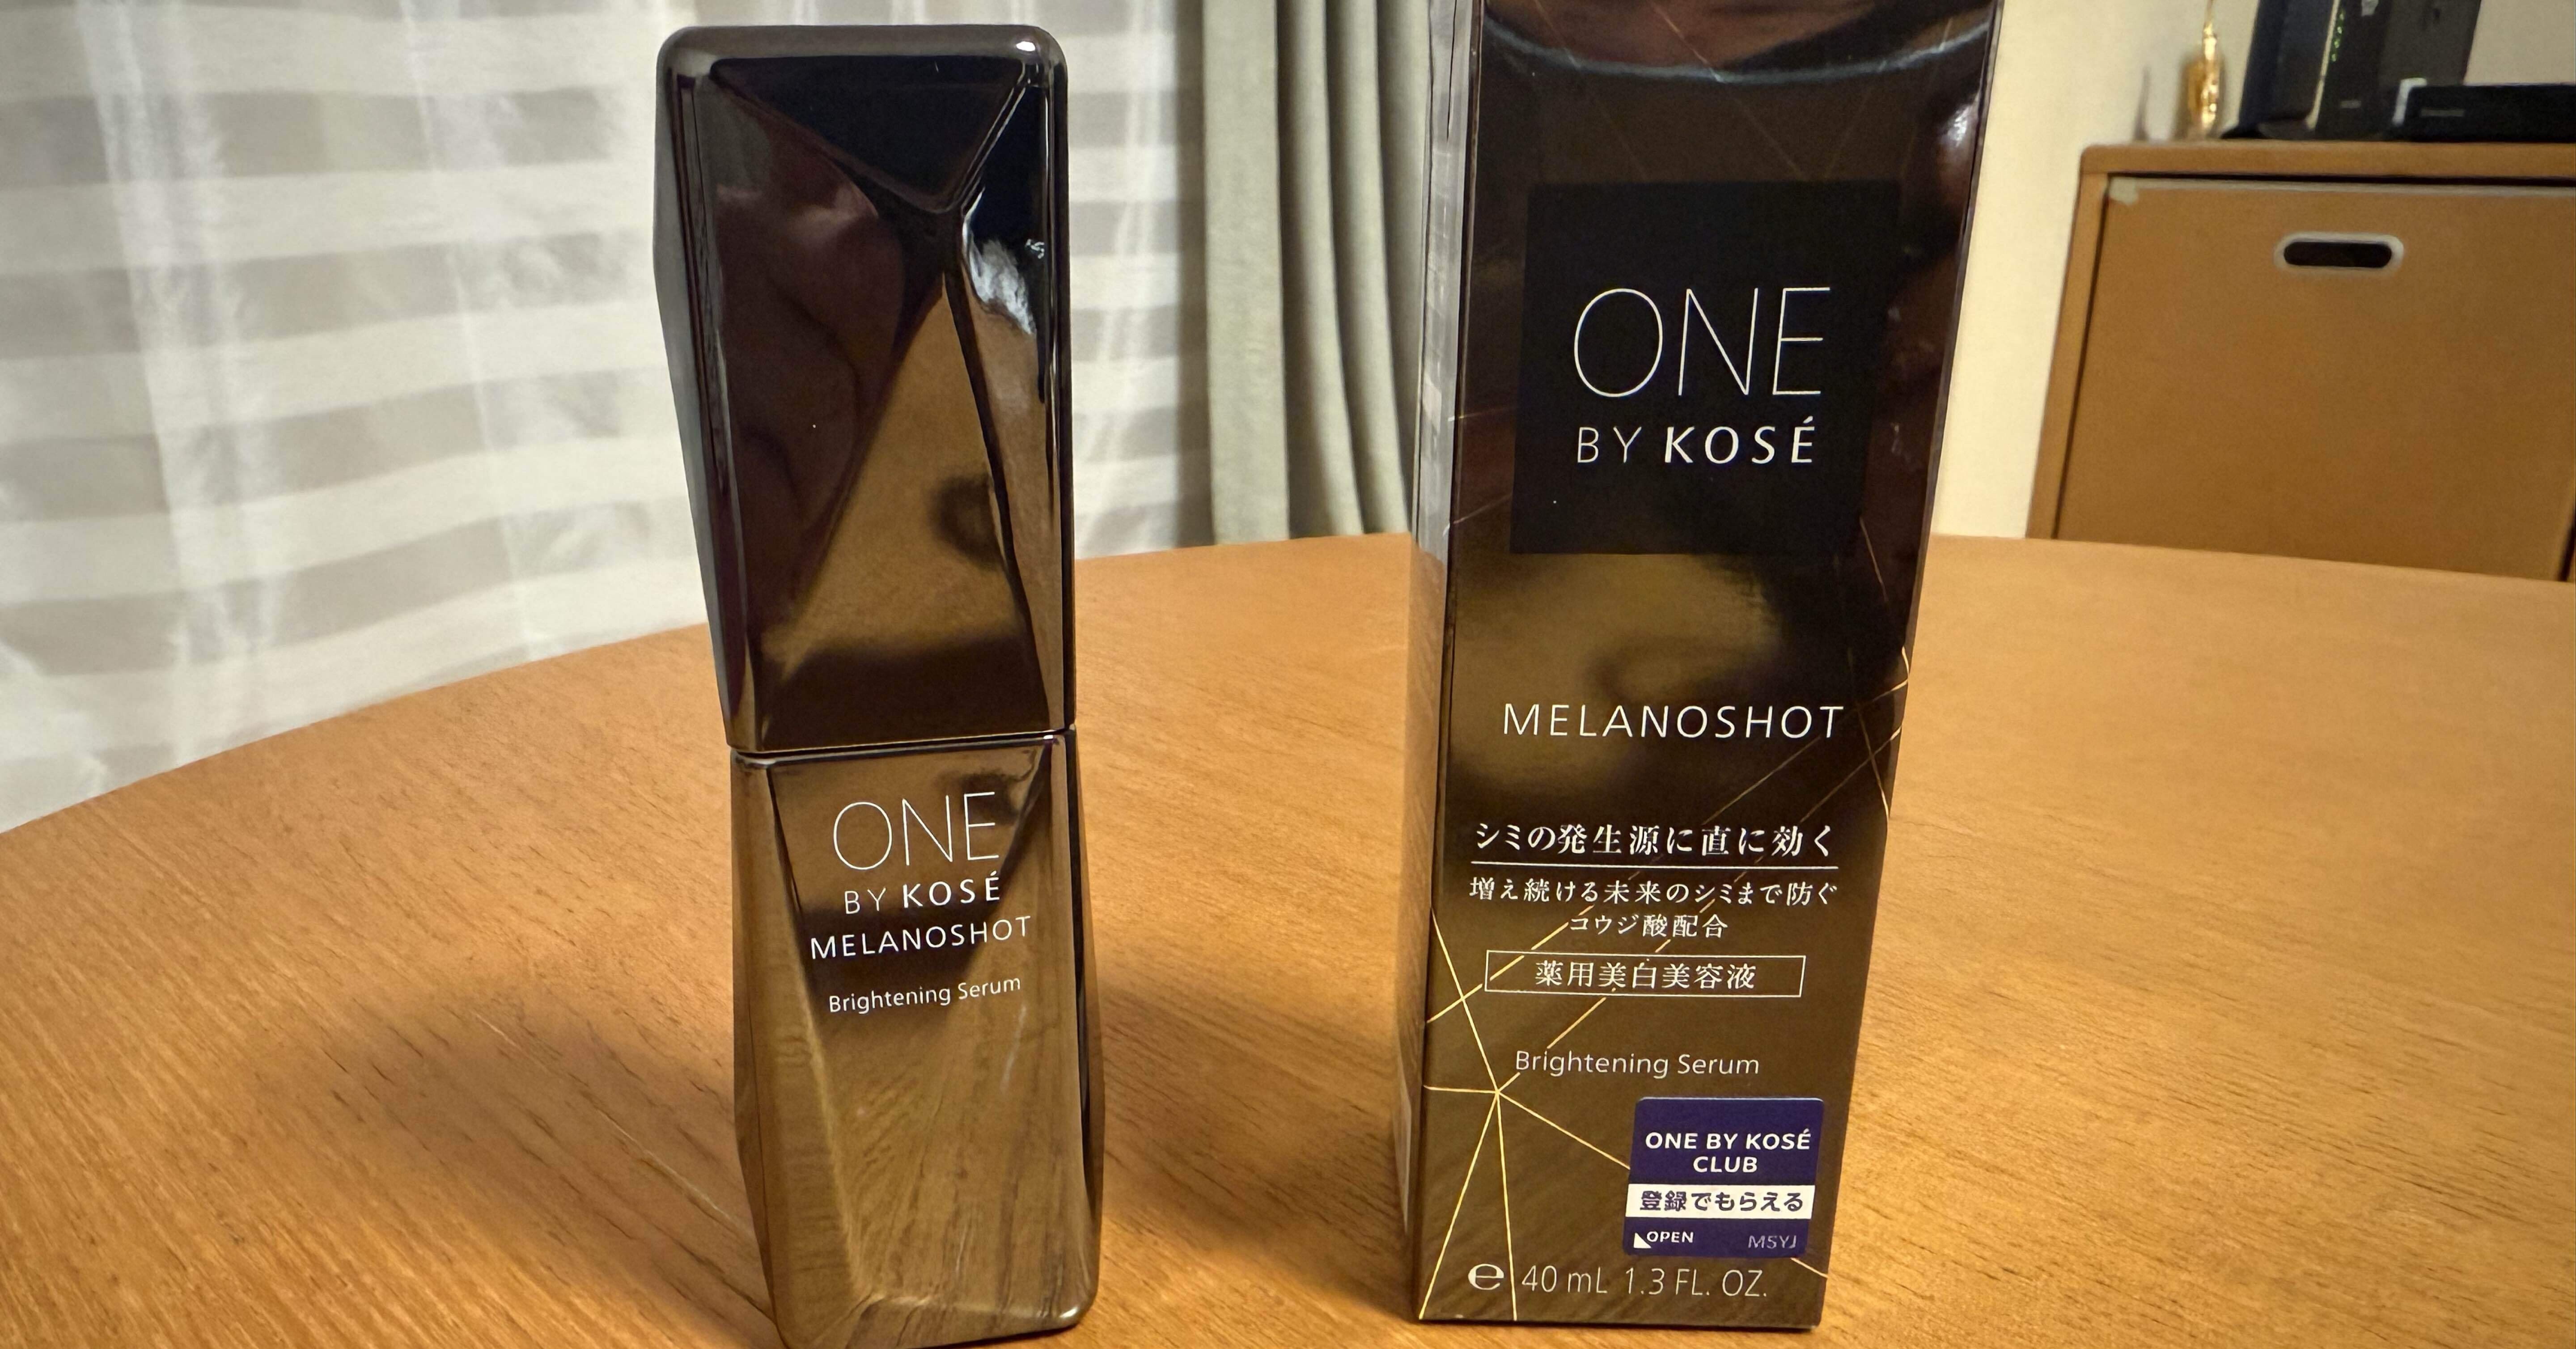 ONE
BY KOSÉ
MELANOSHOT
Brightening Serum
ONE
BY KOSÉ
MELANOSHOT
シミの発生源に直に効く
増え続ける未来のシミまで防ぐ
コウジ酸配合
薬用美白美容液
Brightening Serum
ONE BY KOSÉ
CLUB
登録でもらえる
OPEN M5YJ
e 40 mL 1.3 FL. OZ.